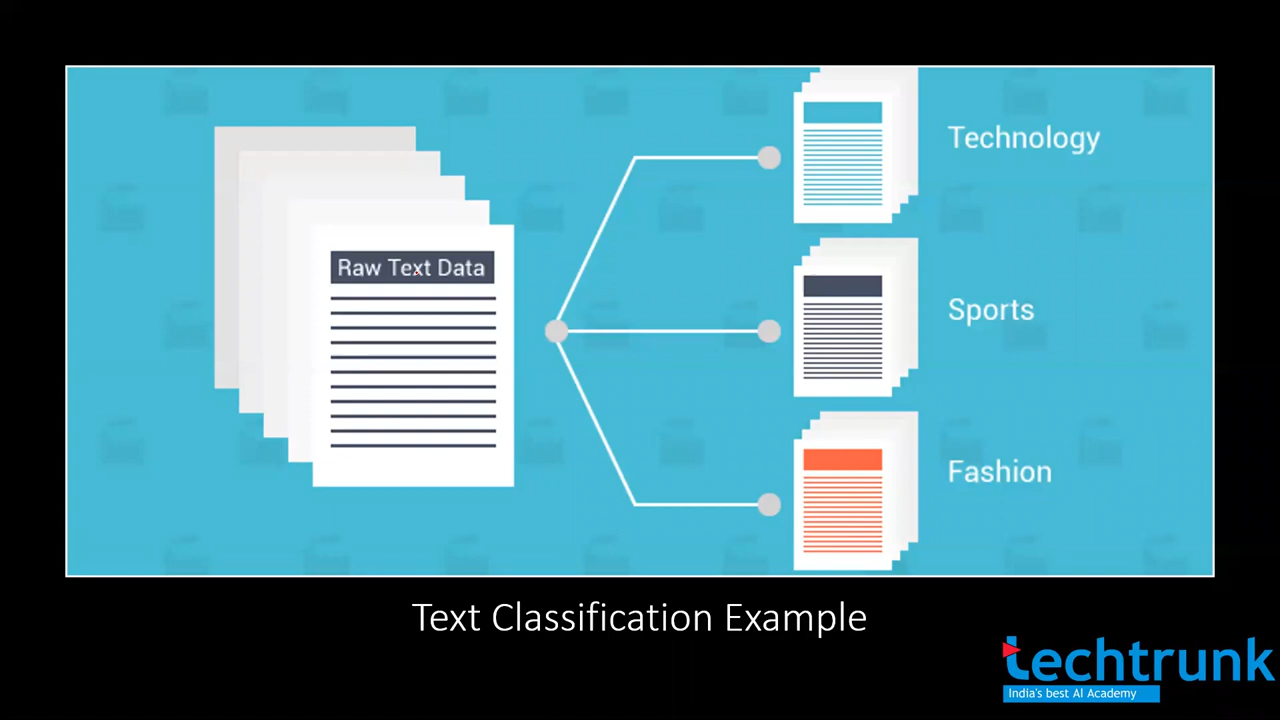 Raw Text Data
Technology
Sports
Fashion
Text Classification Example
techtrunk
India's best AI Academy